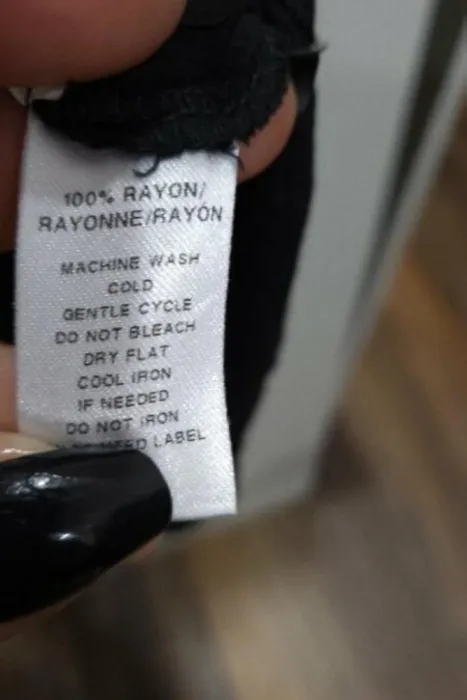 100% RAYON/
RAYONNE/RAYÓN
MACHINE WASH
COLD
GENTLE CYCLE
DO NOT BLEACH
DRY FLAT
COOL IRON
IF NEEDED
DO NOT IRON
LABEL